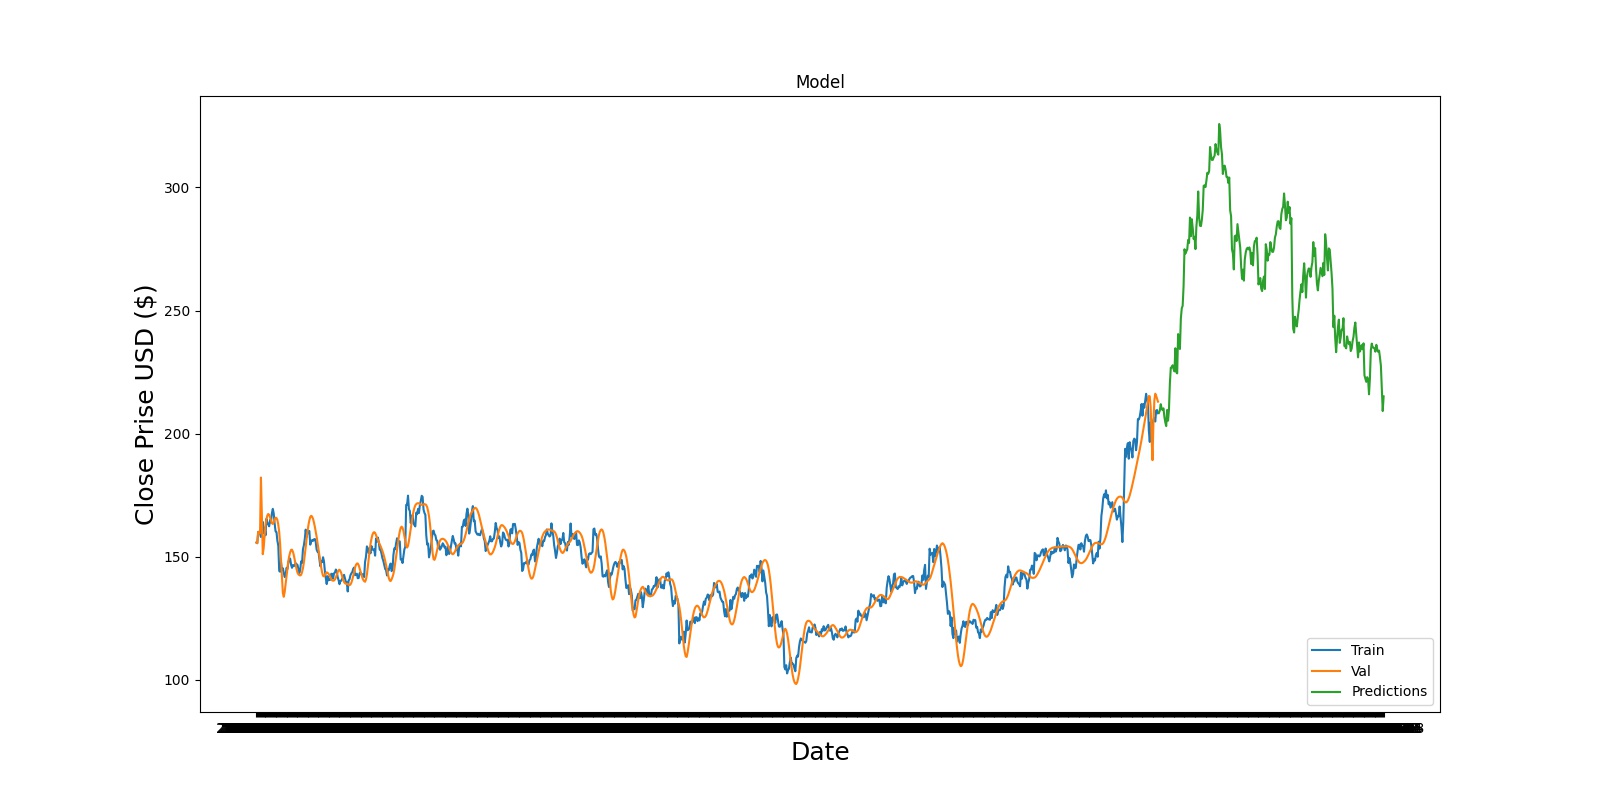 Model
Close Prise USD ($)
300
250
200
150
100
Train
Val
Predictions
Date